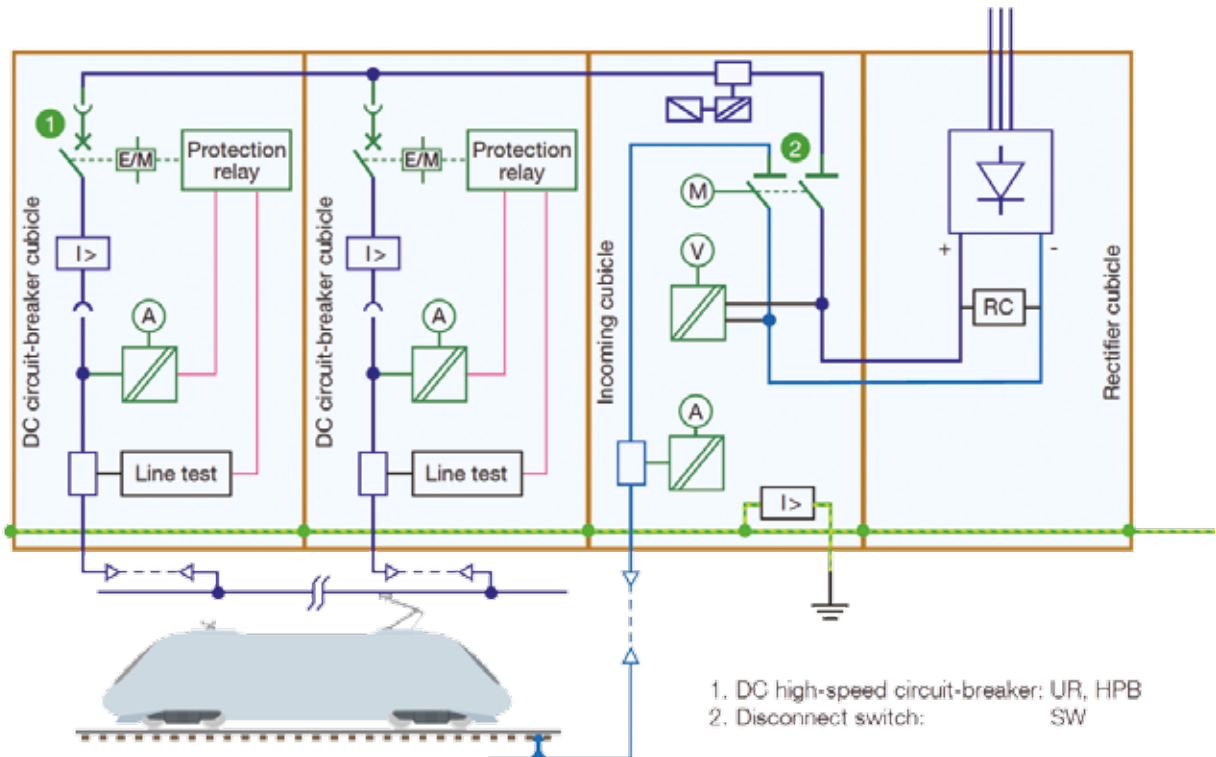 1
E/M
Protection
relay
DC circuit-breaker cubicle
I>
A
Line test
E/M
Protection
relay
DC circuit-breaker cubicle
I>
A
Line test
2
M
V
Incoming cubicle
A
I>
+
-
RC
Rectifier cubicle
1. DC high-speed circuit-breaker: UR, HPB
2. Disconnect switch: SW